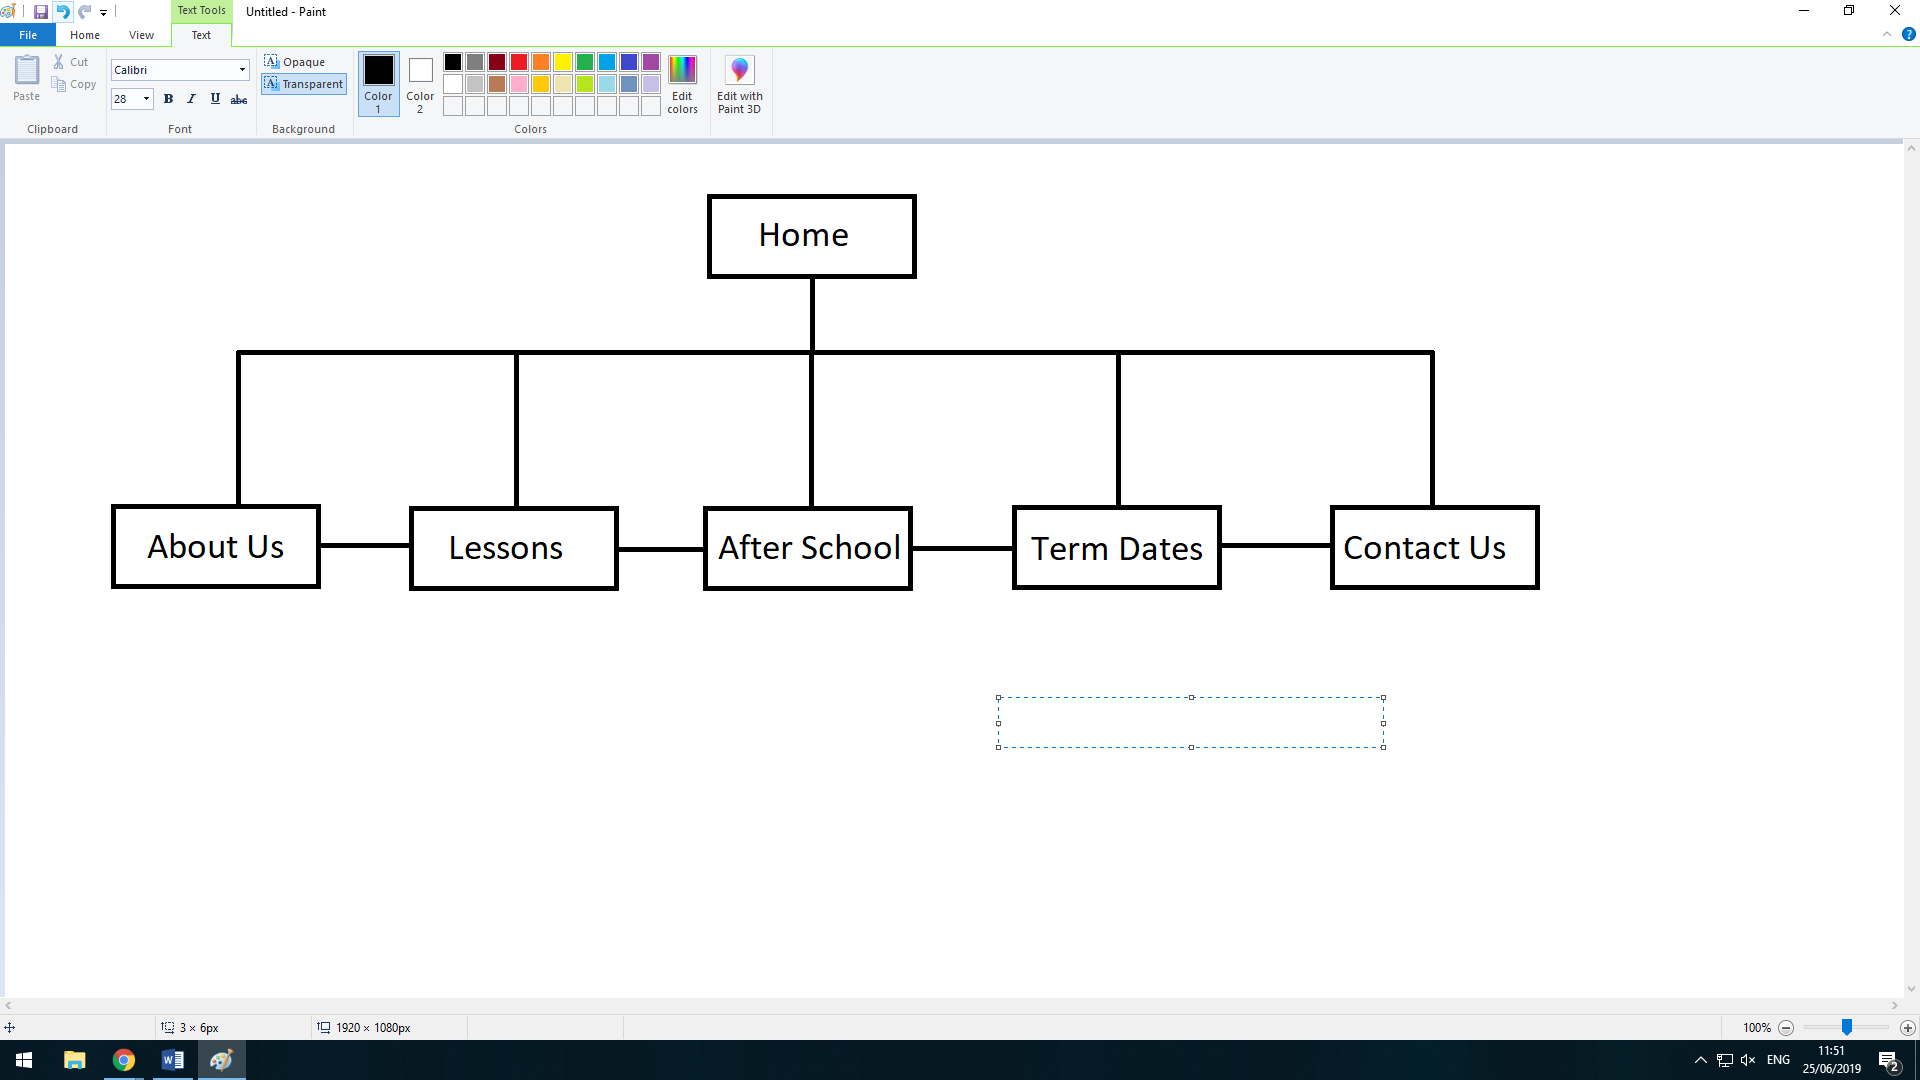 Text Tools
Untitled - Paint
File Home View Text
Paste
Cut
Copy
Clipboard
Calibri
28 B I U abc
Font
Opaque
Transparent
Background
Color 1
Color 2
Colors
Edit colors
Edit with Paint 3D
Home
About Us Lessons After School Term Dates Contact Us
3 × 6px
1920 × 1080px
100%
ENG
11:51
25/06/2019
2